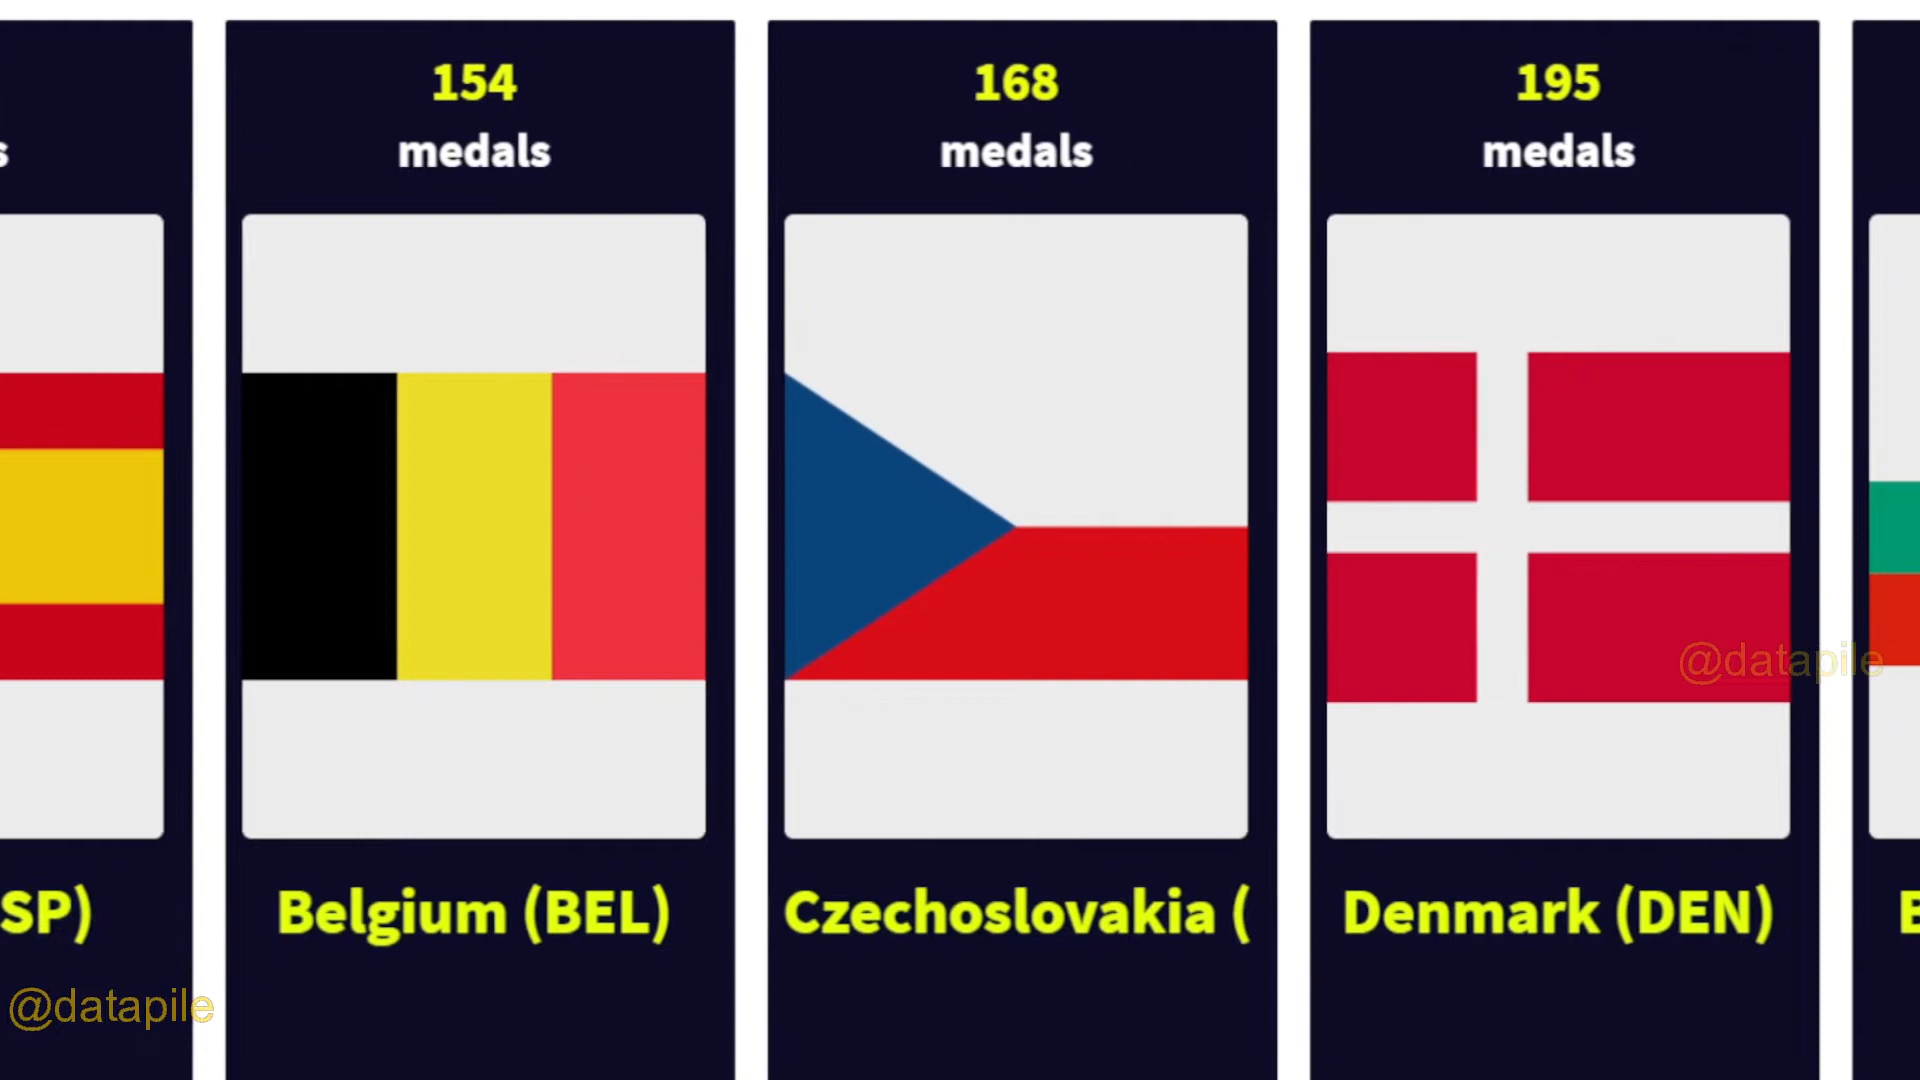 s
154
medals
168
medals
195
medals
SP)
Belgium (BEL)
Czechoslovakia (
Denmark (DEN)
@datapile
@datapile